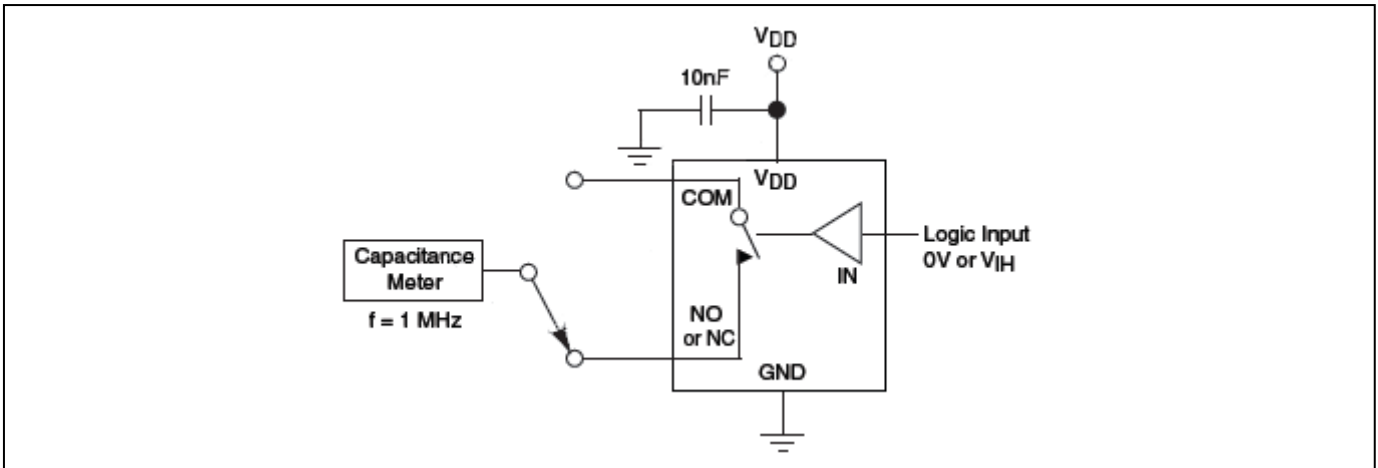 VDD
10nF
VDD
COM
Logic Input
0V or VIH
IN
Capacitance
Meter
f = 1 MHz
NO
or NC
GND